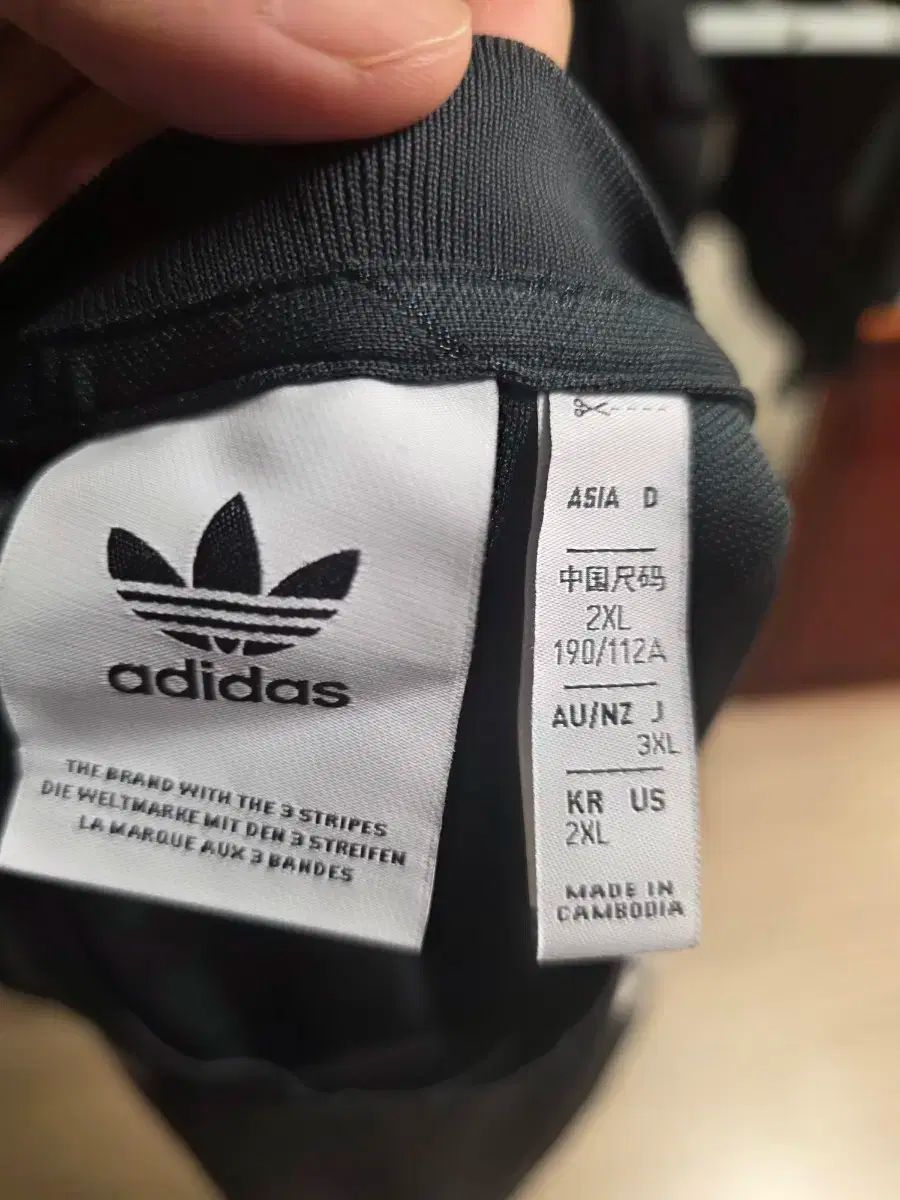 adidas
THE BRAND WITH THE 3 STRIPES
DIE WELTMARKE MIT DEN 3 STREIFEN
LA MARQUE AUX 3 BANDES
ASIA D
中国尺码
2XL
190/112A
AU/NZ J
3XL
KR US
2XL
MADE IN
CAMBODIA